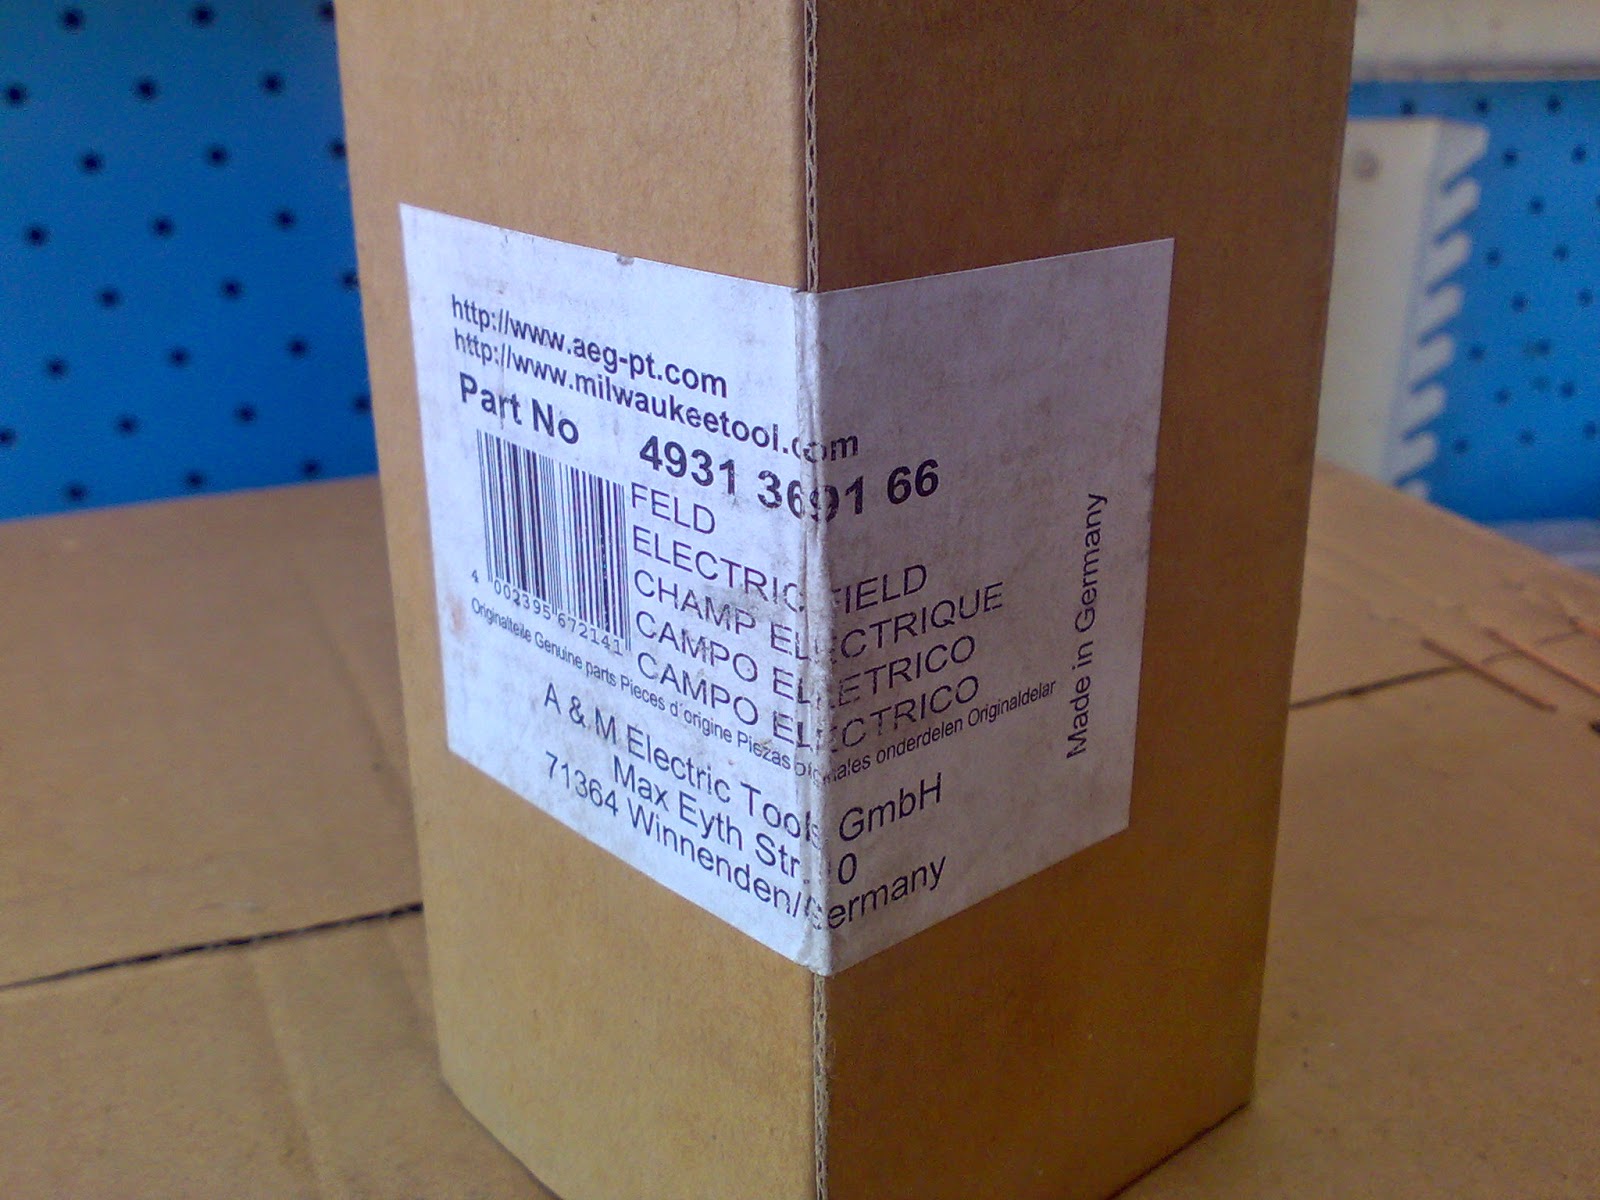 http://www.aeg-pt.com
http://www.milwaukeetool.com
Part No 4931 3691 66
FELD
ELECTRIC FIELD
CHAMP ELECTRIQUE
CAMPO ELETRICO
CAMPO ELECTRICO
4 002395 672141
Originalteile Genuine parts Pieces d´origine Piezas originales onderdelen Originaldelar
A & M Electric Tools GmbH
Max Eyth Str. 10
71364 Winnenden/Germany
Made in Germany